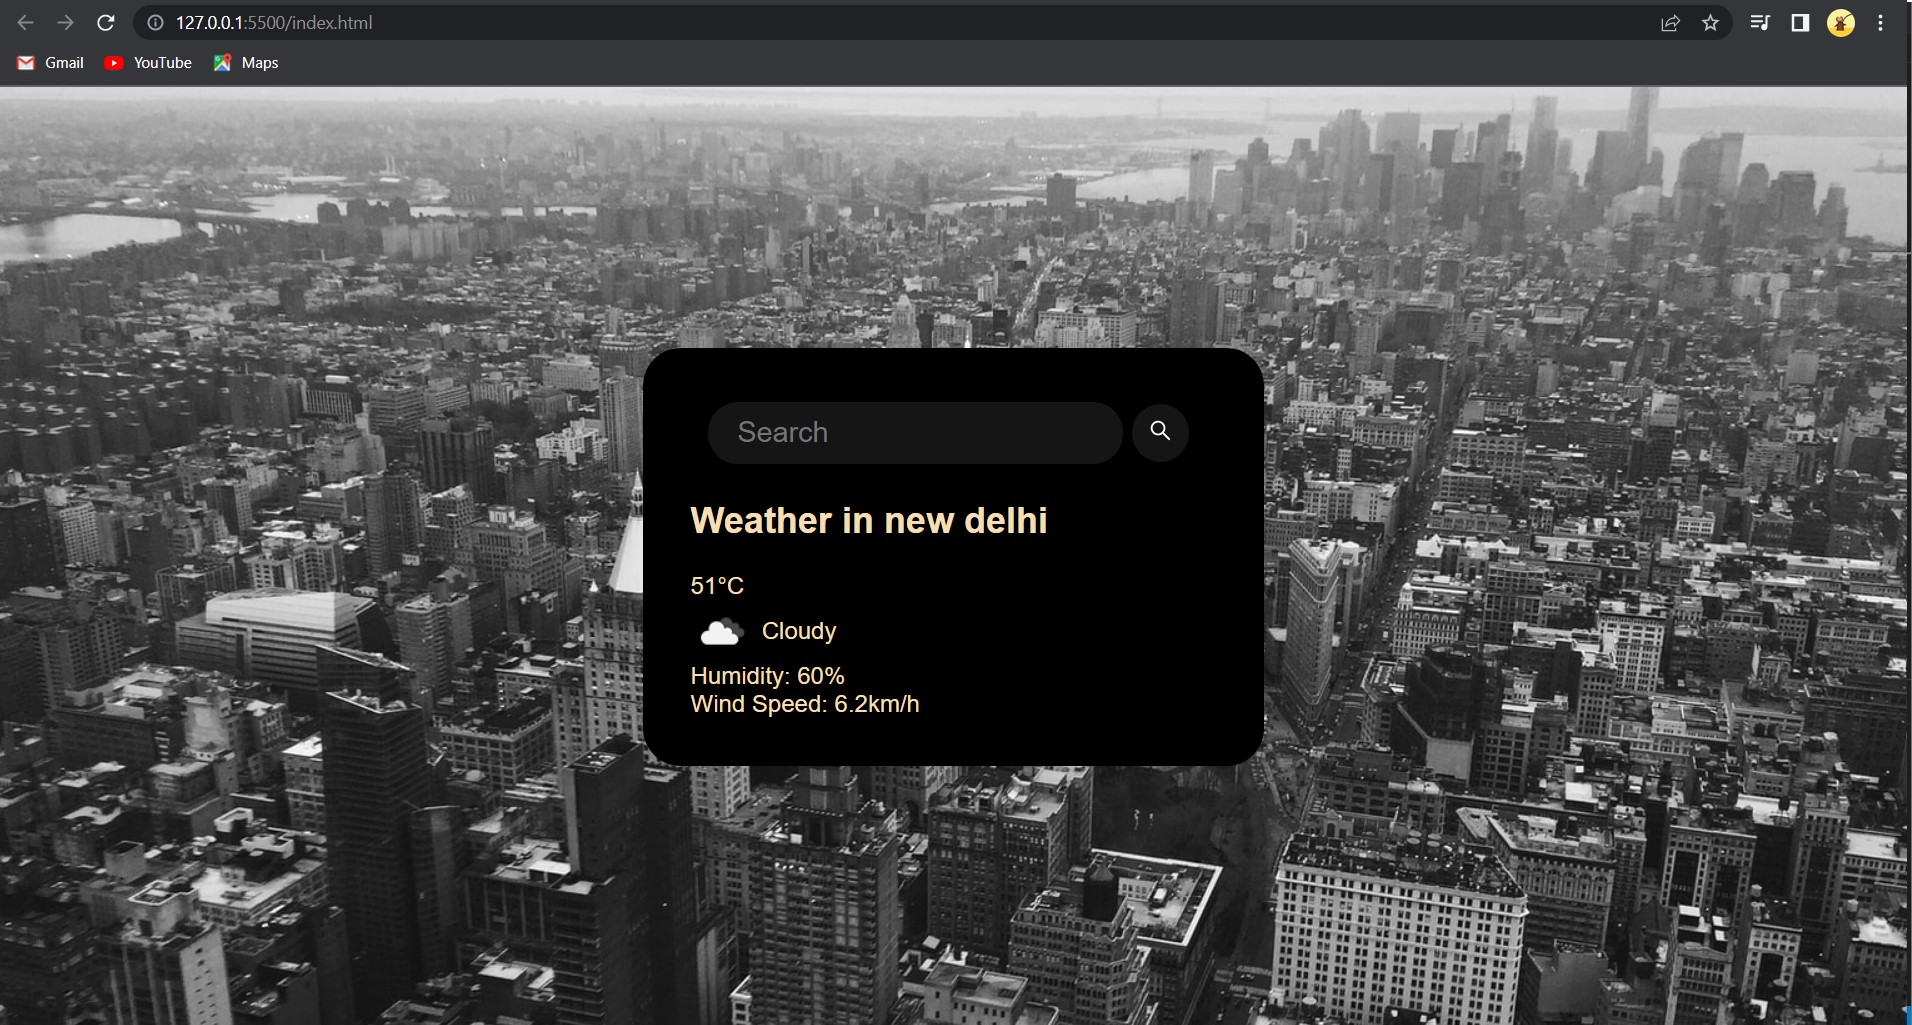 127.0.0.1:5500/index.html
Gmail YouTube Maps
Search
Weather in new delhi
51°C
Cloudy
Humidity: 60%
Wind Speed: 6.2km/h